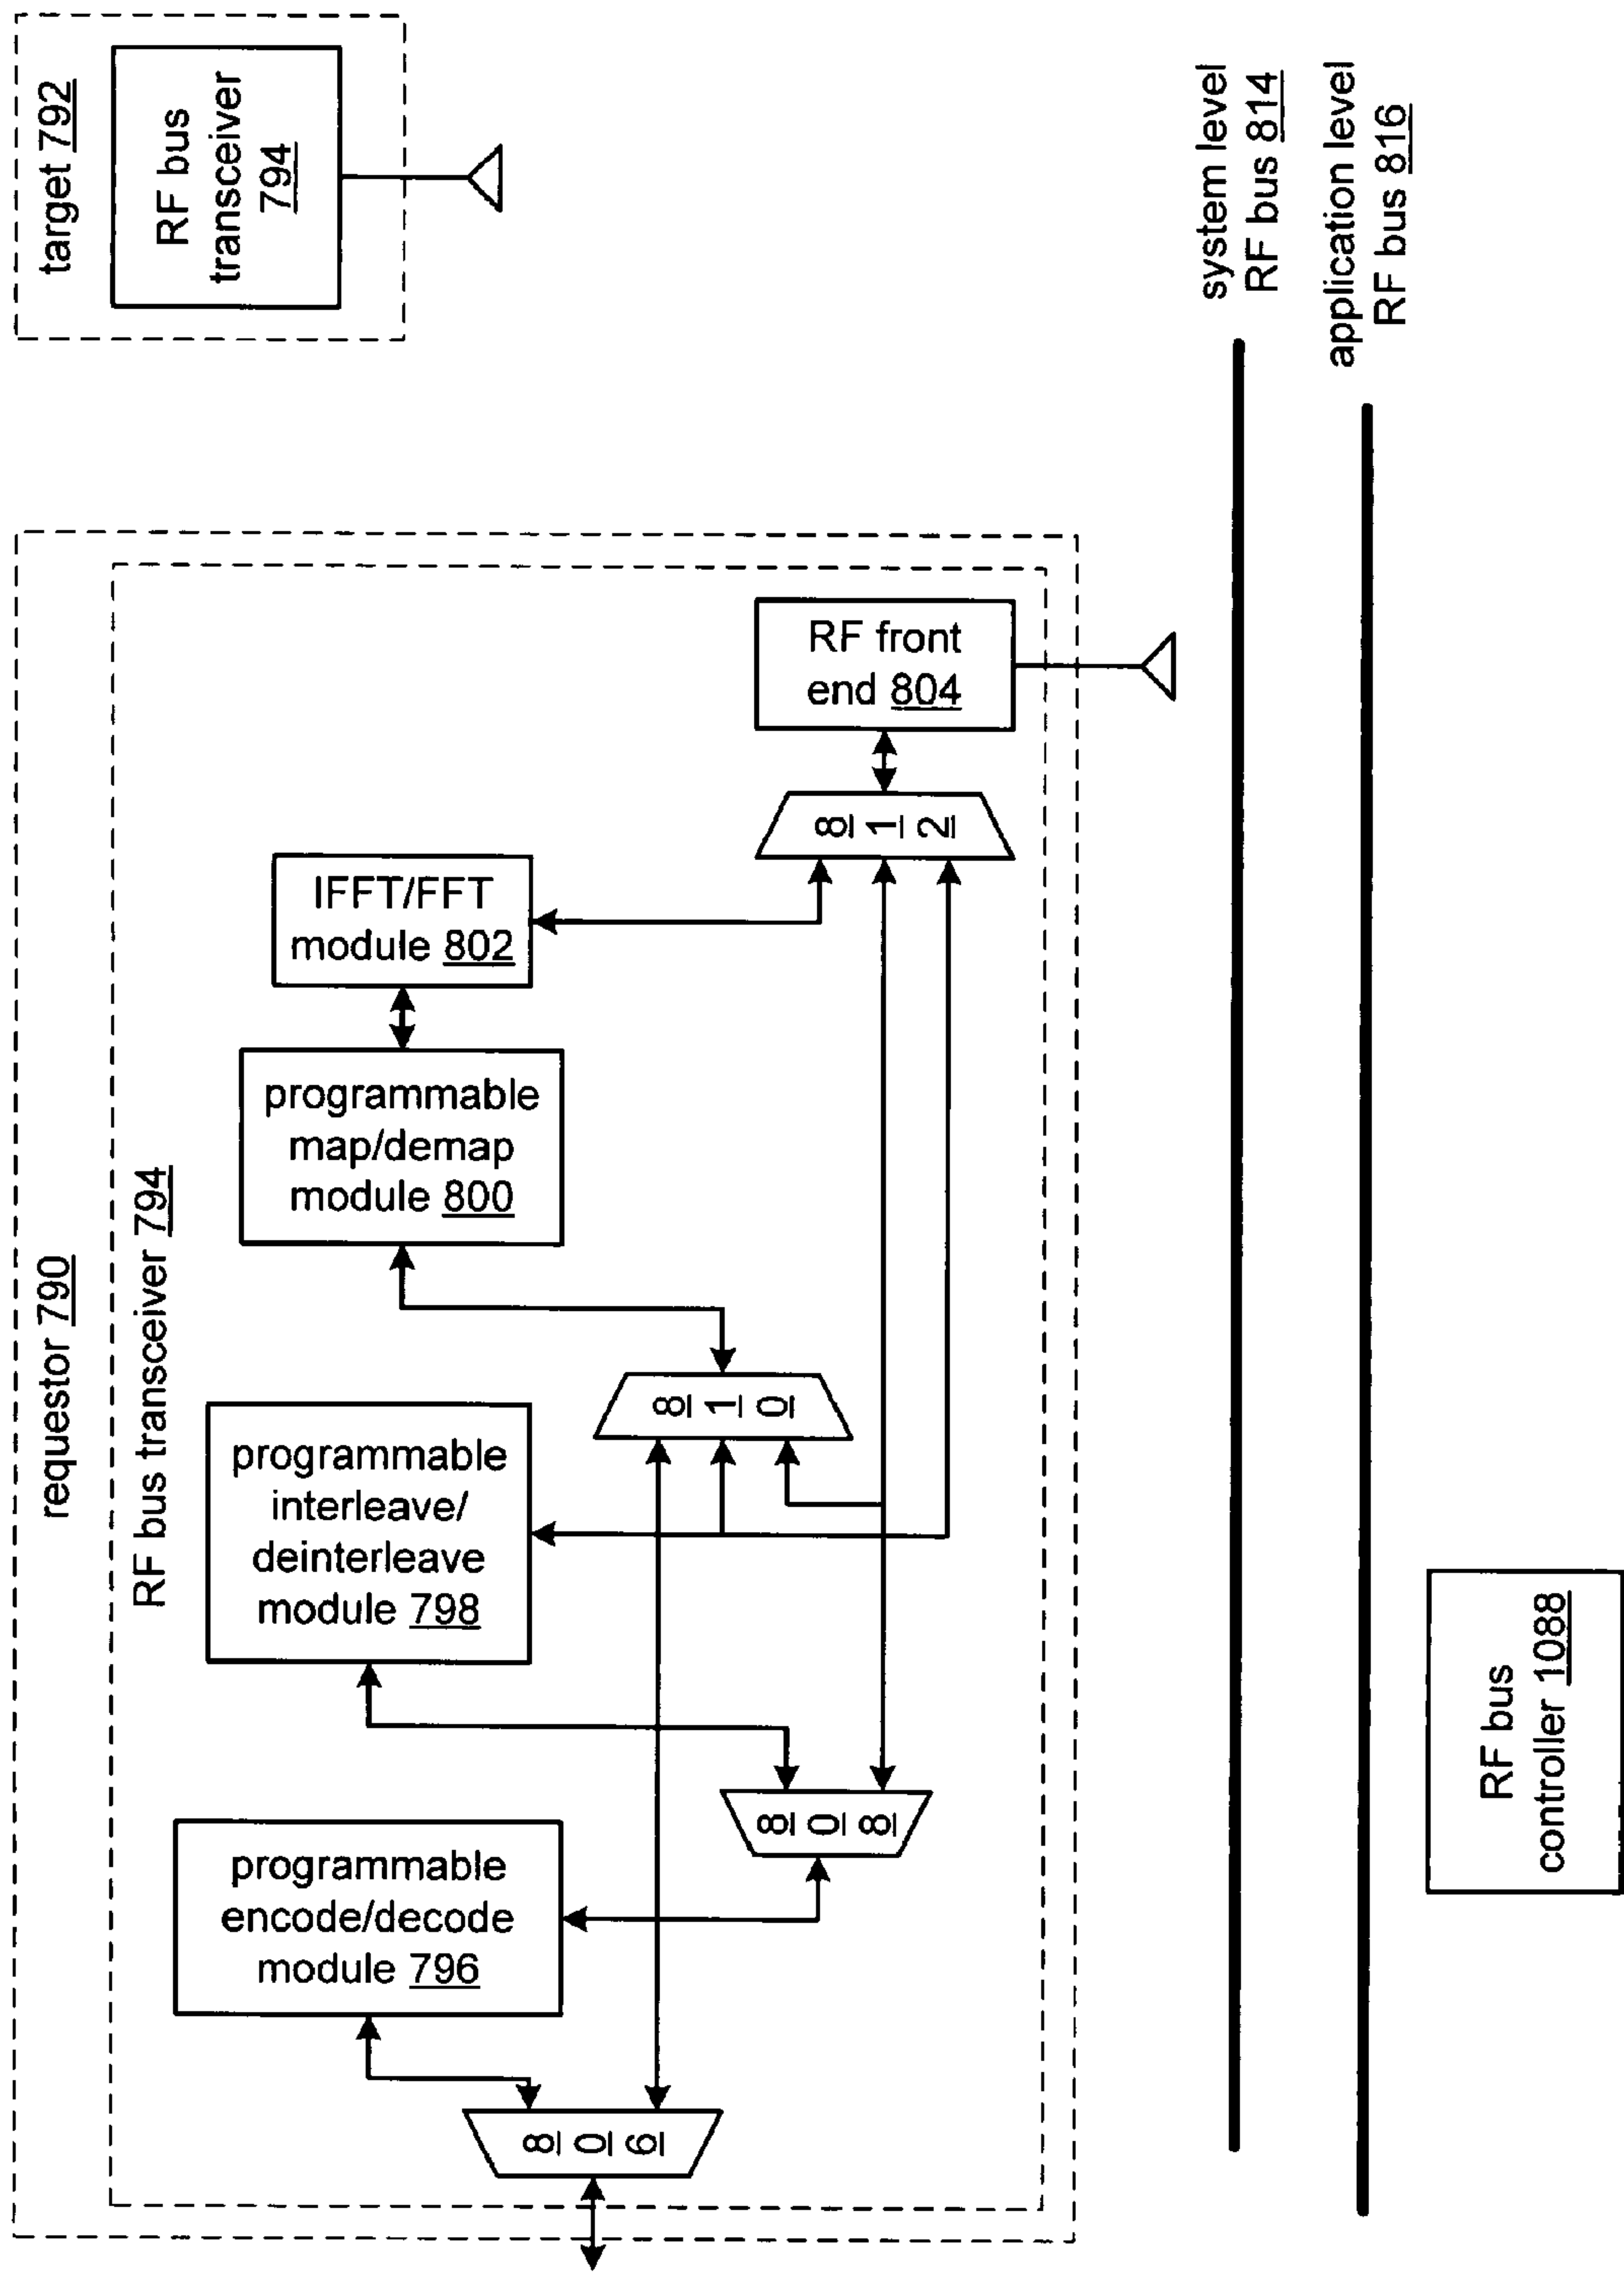 requestor 790
RF bus transceiver 794
programmable
encode/decode
module 796
programmable
interleave/
deinterleave
module 798
programmable
map/demap
module 800
IFFT/FFT
module 802
RF front
end 804
806
808
810
812
target 792
RF bus
transceiver
794
system level
RF bus 814
application level
RF bus 816
RF bus
controller 1088